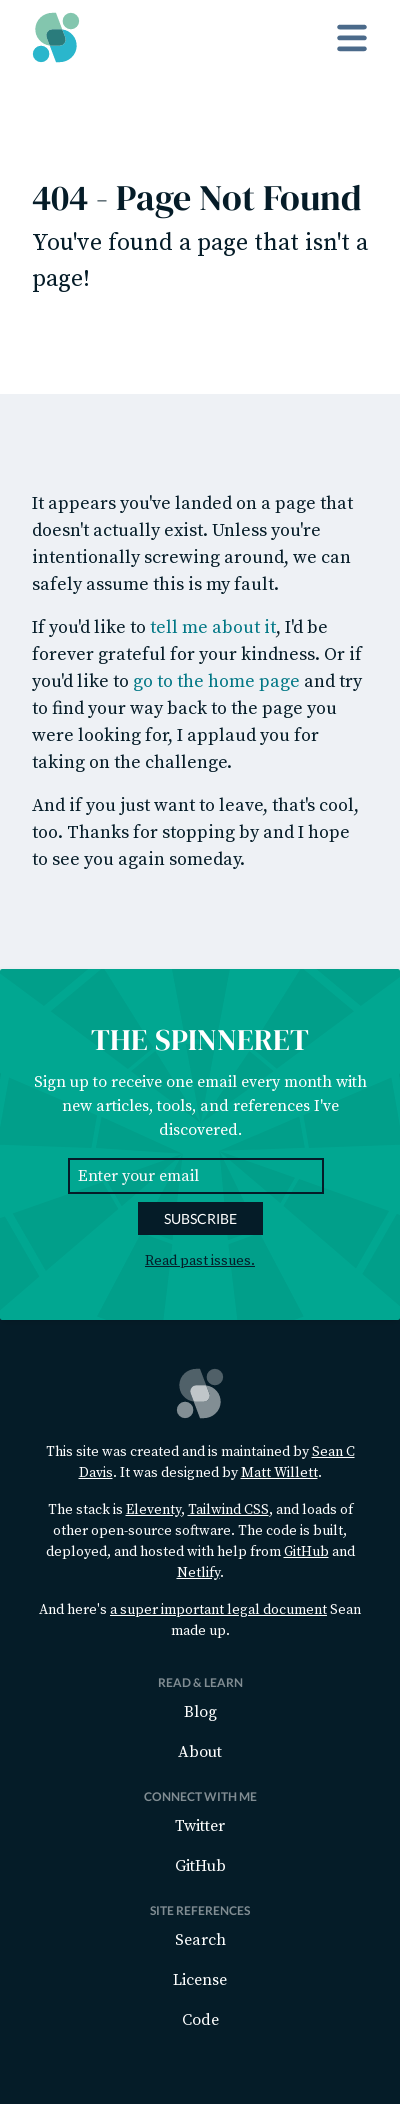 404 - Page Not Found
You've found a page that isn't a
page!
It appears you've landed on a page that
doesn't actually exist. Unless you're
intentionally screwing around, we can
safely assume this is my fault.
If you'd like to tell me about it, I'd be
forever grateful for your kindness. Or if
you'd like to go to the home page and try
to find your way back to the page you
were looking for, I applaud you for
taking on the challenge.
And if you just want to leave, that's cool,
too. Thanks for stopping by and I hope
to see you again someday.
THE SPINNERET
Sign up to receive one email every month with
new articles, tools, and references I've
discovered.
Enter your email
SUBSCRIBE
Read past issues.
This site was created and is maintained by Sean C
Davis. It was designed by Matt Willett.
The stack is Eleventy, Tailwind CSS, and loads of
other open-source software. The code is built,
deployed, and hosted with help from GitHub and
Netlify.
And here's a super important legal document Sean
made up.
READ & LEARN
Blog
About
CONNECT WITH ME
Twitter
GitHub
SITE REFERENCES
Search
License
Code